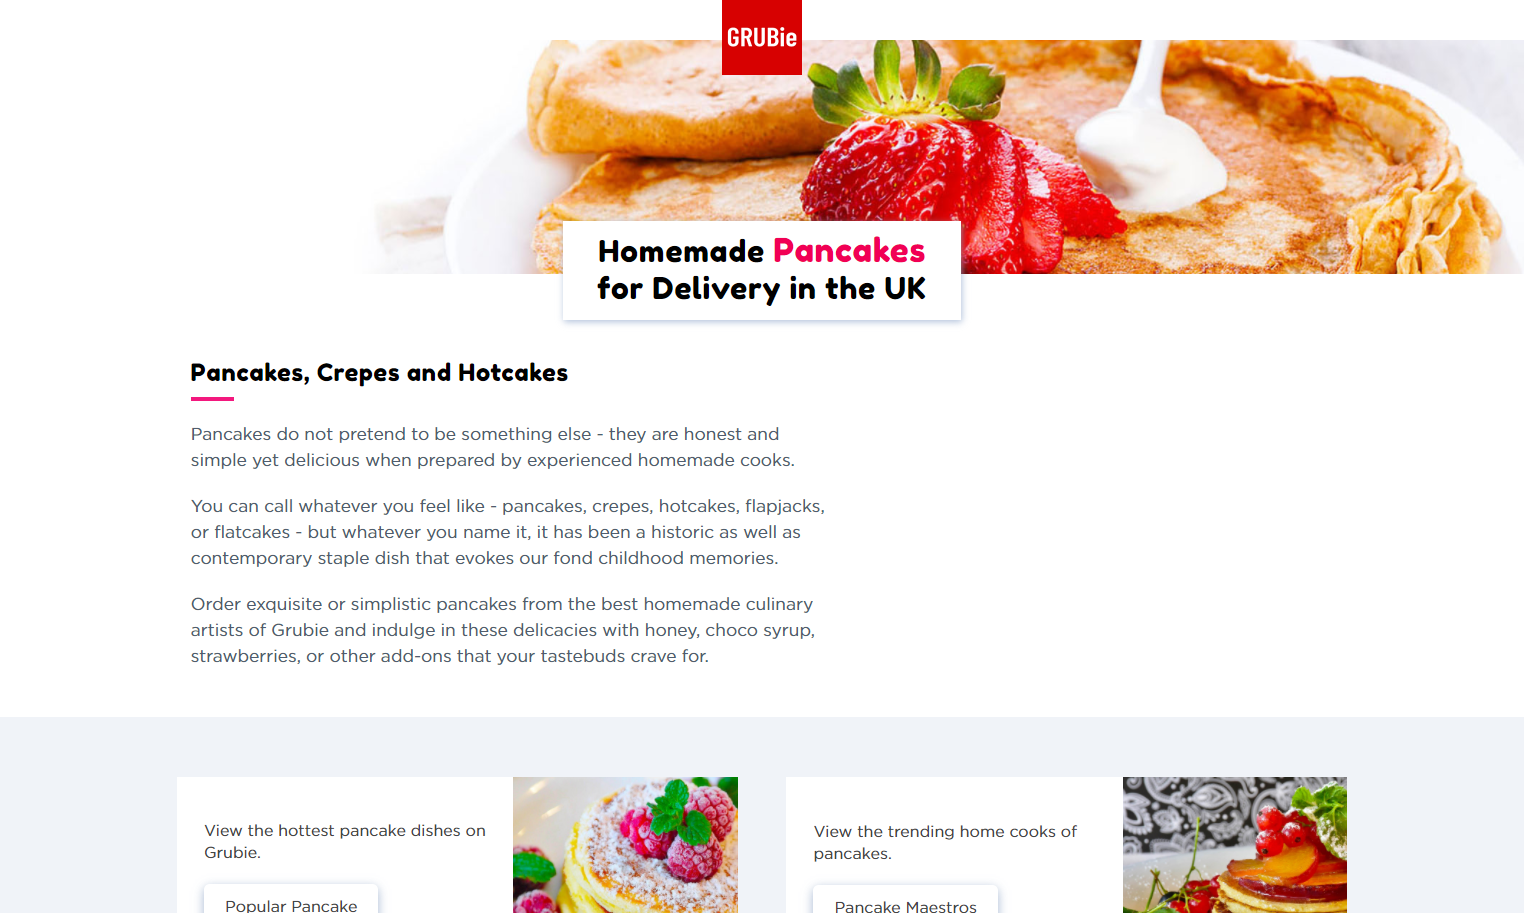 GRUBie
Homemade Pancakes
for Delivery in the UK
Pancakes, Crepes and Hotcakes
Pancakes do not pretend to be something else - they are honest and
simple yet delicious when prepared by experienced homemade cooks.
You can call whatever you feel like - pancakes, crepes, hotcakes, flapjacks,
or flatcakes - but whatever you name it, it has been a historic as well as
contemporary staple dish that evokes our fond childhood memories.
Order exquisite or simplistic pancakes from the best homemade culinary
artists of Grubie and indulge in these delicacies with honey, choco syrup,
strawberries, or other add-ons that your tastebuds crave for.
View the hottest pancake dishes on
Grubie.
Popular Pancake
View the trending home cooks of
pancakes.
Pancake Maestros